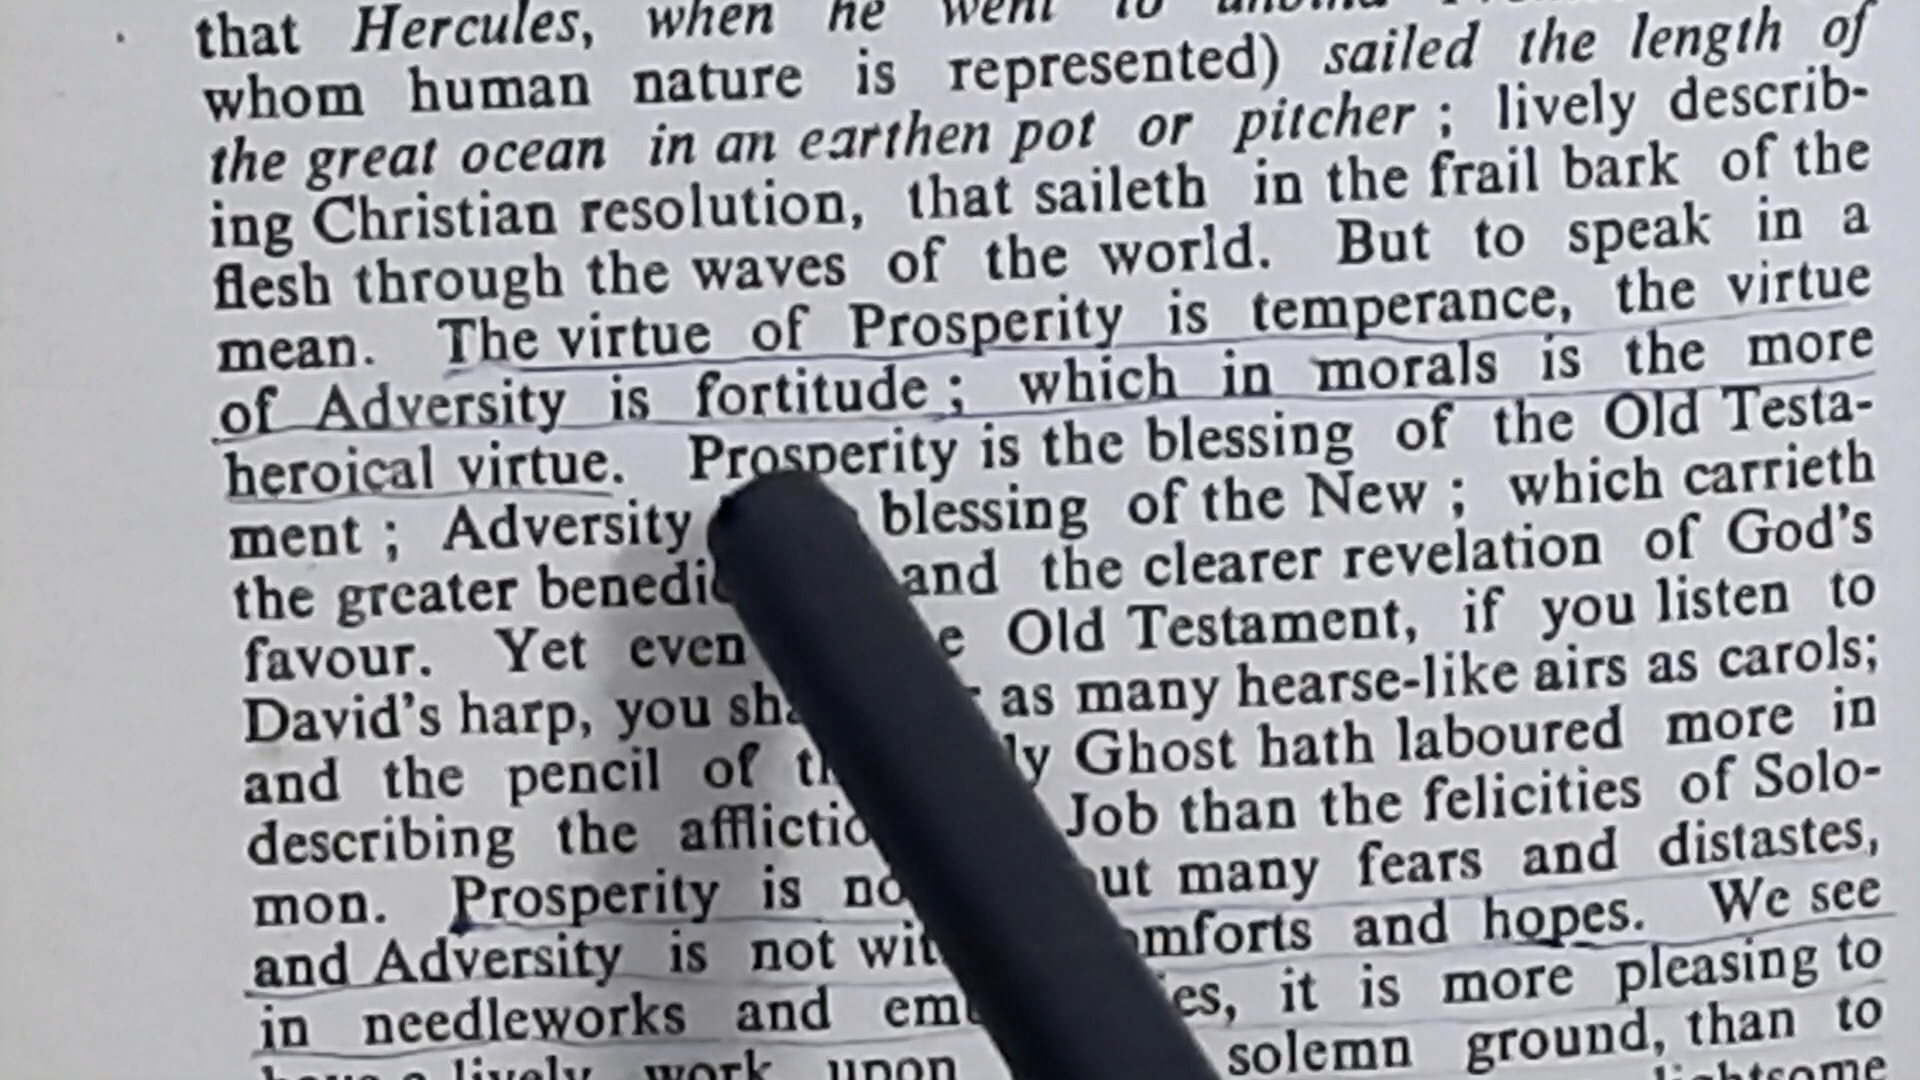 that Hercules, when he went to unbind
whom human nature is represented) sailed the length of
the great ocean in an earthen pot or pitcher ; lively describ-
ing Christian resolution, that saileth in the frail bark of the
flesh through the waves of the world. But to speak in a
mean. The virtue of Prosperity is temperance, the virtue
of Adversity is fortitude ; which in morals is the more
heroical virtue. Prosperity is the blessing of the Old Testa-
ment ; Adversity blessing of the New ; which carrieth
the greater and the clearer revelation of God's
favour. Yet even Old Testament, if you listen to
David's harp, you as many hearse-like airs as carols;
and the pencil of Ghost hath laboured more in
describing the Job than the felicities of Solo-
mon. Prosperity is many fears and distastes,
and Adversity is not and hopes. We see
in needleworks and it is more pleasing to
have a lively work upon solemn ground, than to
lightsome